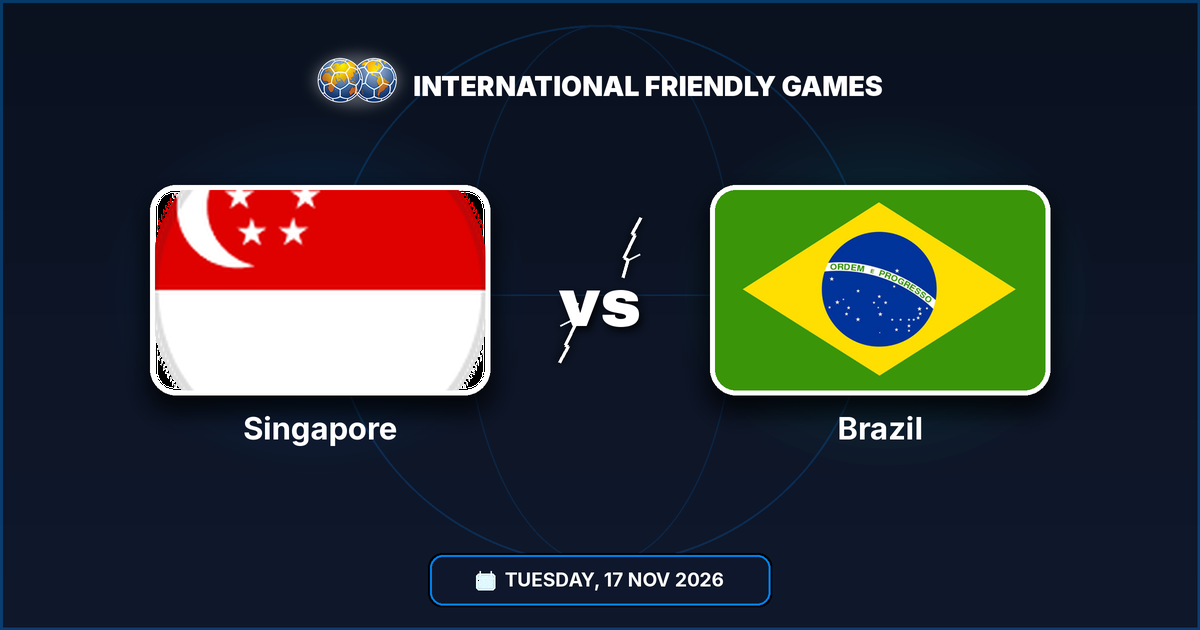 INTERNATIONAL FRIENDLY GAMES
vs
ORDEM E PROGRESSO
Singapore
Brazil
TUESDAY, 17 NOV 2026